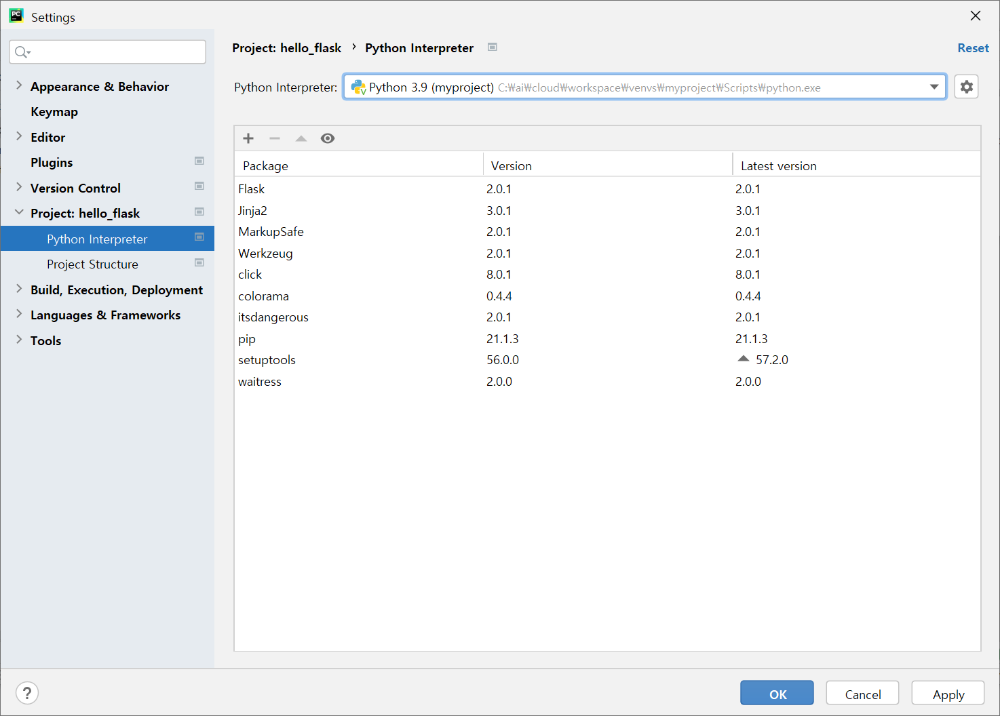 Settings
Project: hello_flask › Python Interpreter Reset
Python Interpreter: Python 3.9 (myproject) C:₩ai₩cloud₩workspace₩venvs₩myproject₩Scripts₩python.exe
Appearance & Behavior
Keymap
Editor
Plugins
Version Control
Project: hello_flask
Python Interpreter
Project Structure
Build, Execution, Deployment
Languages & Frameworks
Tools
Package Version Latest version
Flask 2.0.1 2.0.1
Jinja2 3.0.1 3.0.1
MarkupSafe 2.0.1 2.0.1
Werkzeug 2.0.1 2.0.1
click 8.0.1 8.0.1
colorama 0.4.4 0.4.4
itsdangerous 2.0.1 2.0.1
pip 21.1.3 21.1.3
setuptools 56.0.0 57.2.0
waitress 2.0.0 2.0.0
? OK Cancel Apply